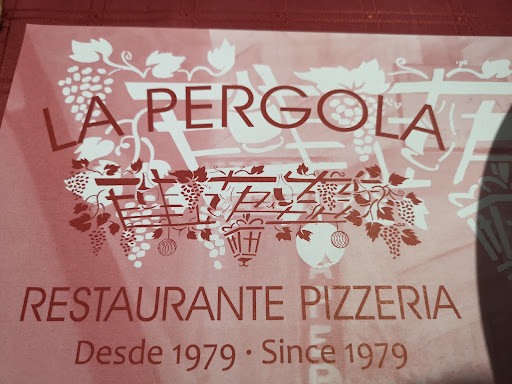 LA PERGOLA
RESTAURANTE PIZZERIA
Desde 1979 · Since 1979